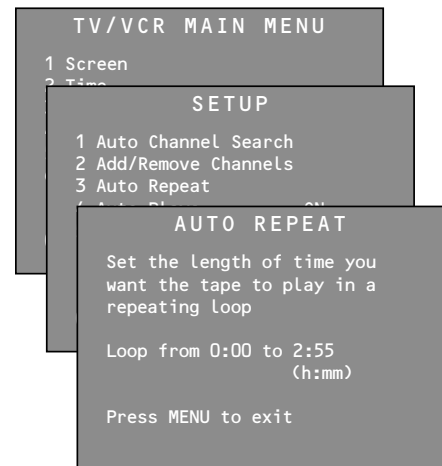 TV/VCR MAIN MENU
1 Screen
2 Time
SETUP
1 Auto Channel Search
2 Add/Remove Channels
3 Auto Repeat
AUTO REPEAT
Set the length of time you
want the tape to play in a
repeating loop
Loop from 0:00 to 2:55
(h:mm)
Press MENU to exit